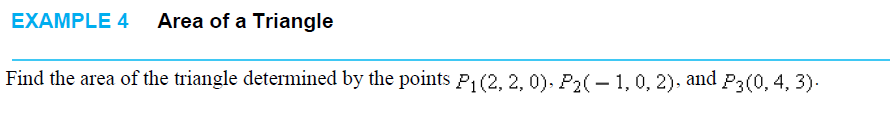 EXAMPLE 4 Area of a Triangle
Find the area of the triangle determined by the points P₁(2, 2, 0), P₂( – 1, 0, 2), and P₃(0, 4, 3).